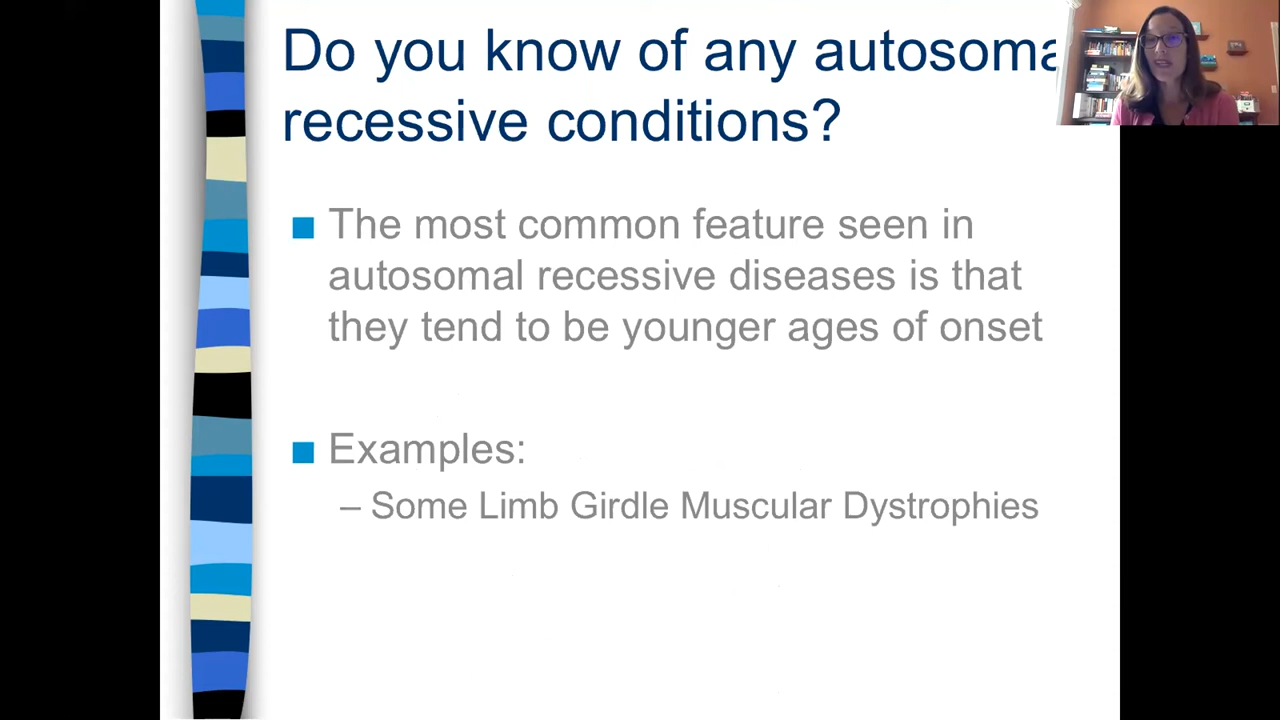 Do you know of any autosoma
recessive conditions?
■ The most common feature seen in
autosomal recessive diseases is that
they tend to be younger ages of onset
■ Examples:
– Some Limb Girdle Muscular Dystrophies